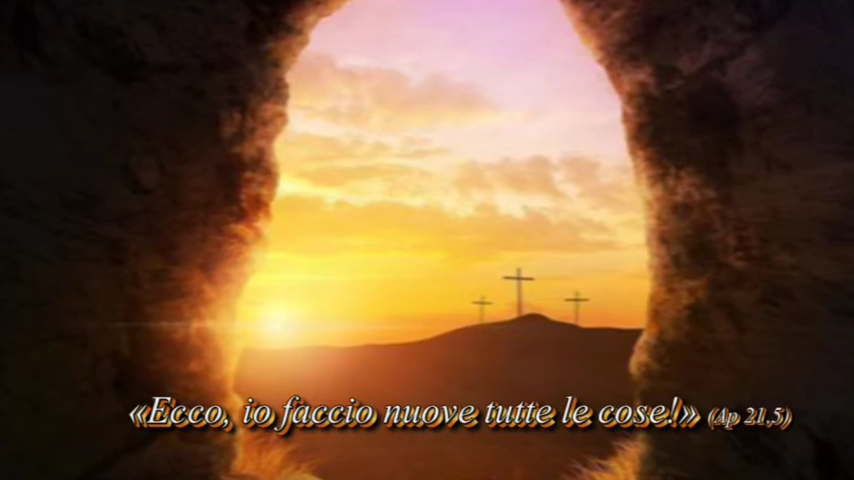 «Ecco, io faccio nuove tutte le cose!» (Ap 21,5)